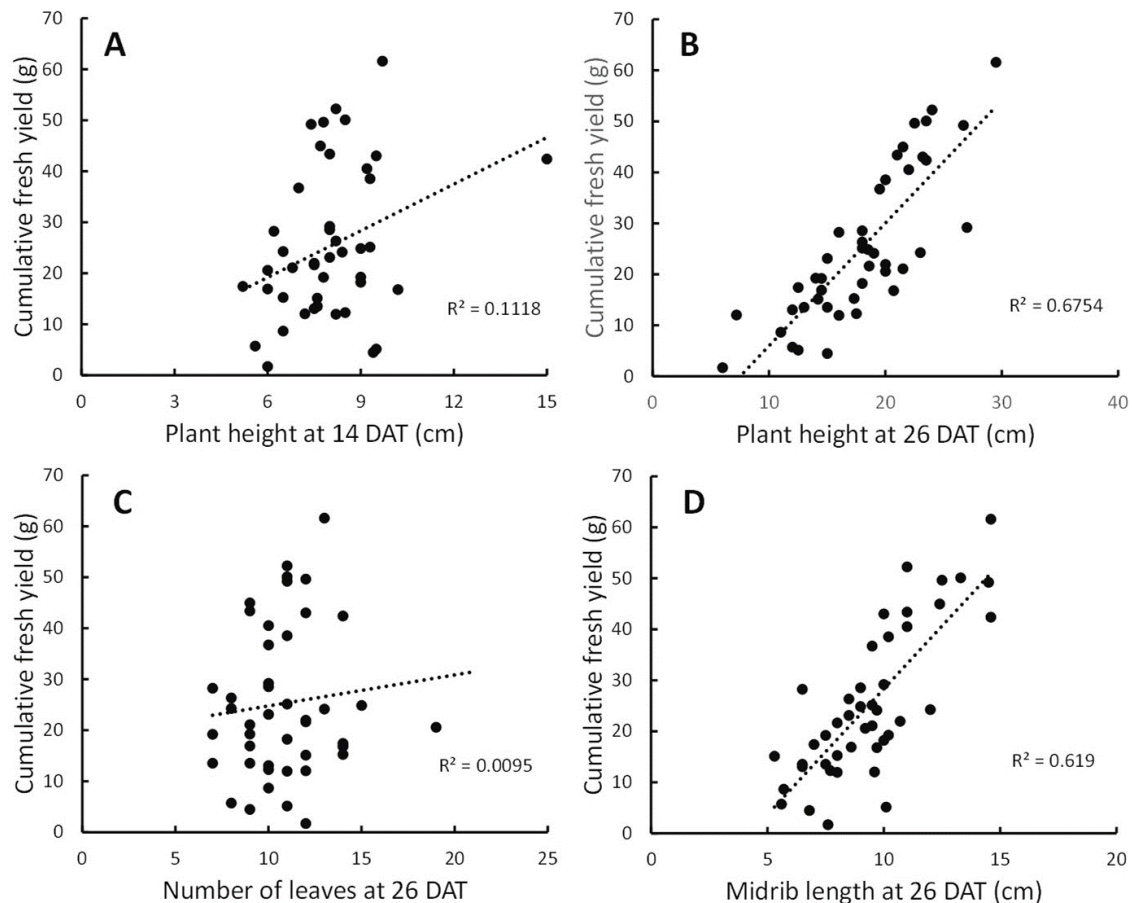 A
Cumulative fresh yield (g)
70
60
50
40
30
20
10
0
R² = 0.1118
0 3 6 9 12 15
Plant height at 14 DAT (cm)
B
Cumulative fresh yield (g)
70
60
50
40
30
20
10
0
R² = 0.6754
0 10 20 30 40
Plant height at 26 DAT (cm)
C
Cumulative fresh yield (g)
70
60
50
40
30
20
10
0
R² = 0.0095
0 5 10 15 20 25
Number of leaves at 26 DAT
D
Cumulative fresh yield (g)
70
60
50
40
30
20
10
0
R² = 0.619
0 5 10 15 20
Midrib length at 26 DAT (cm)